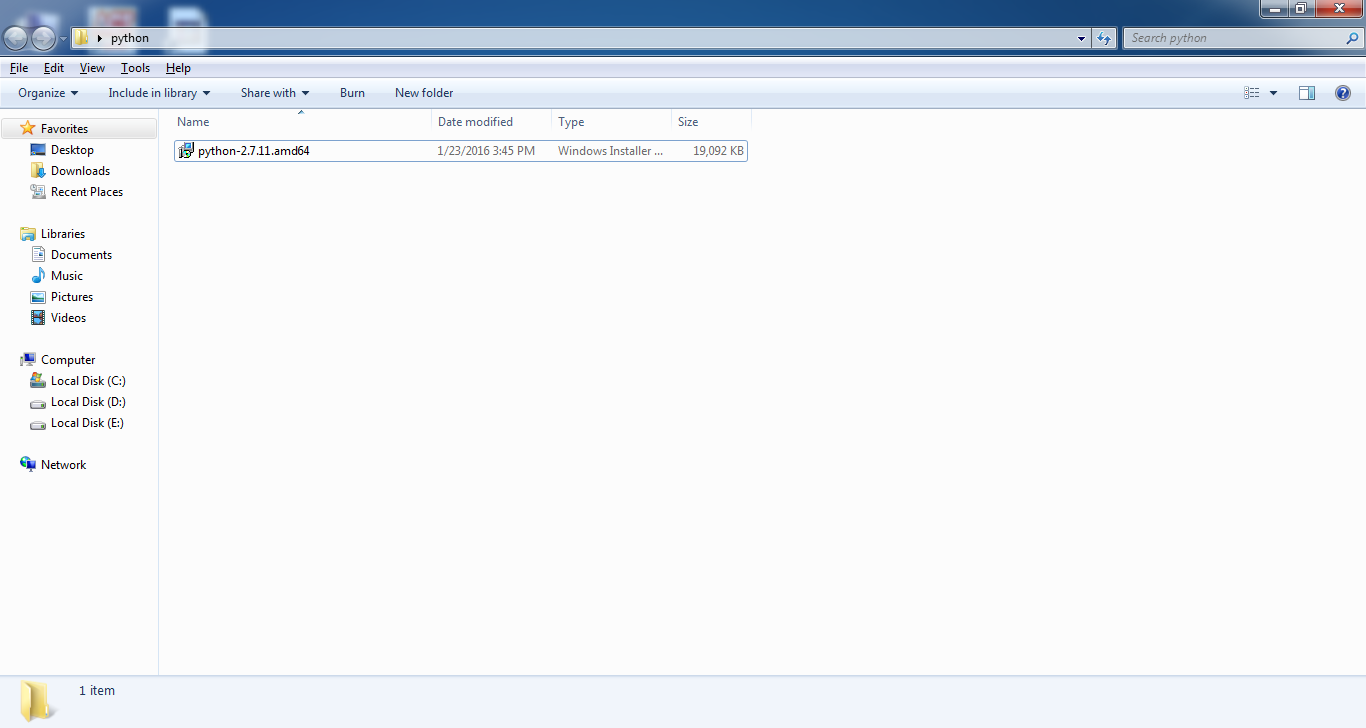 python
Search python
File Edit View Tools Help
Organize Include in library Share with Burn New folder
Name Date modified Type Size
python-2.7.11.amd64 1/23/2016 3:45 PM Windows Installer ... 19,092 KB
Favorites
Desktop
Downloads
Recent Places
Libraries
Documents
Music
Pictures
Videos
Computer
Local Disk (C:)
Local Disk (D:)
Local Disk (E:)
Network
1 item